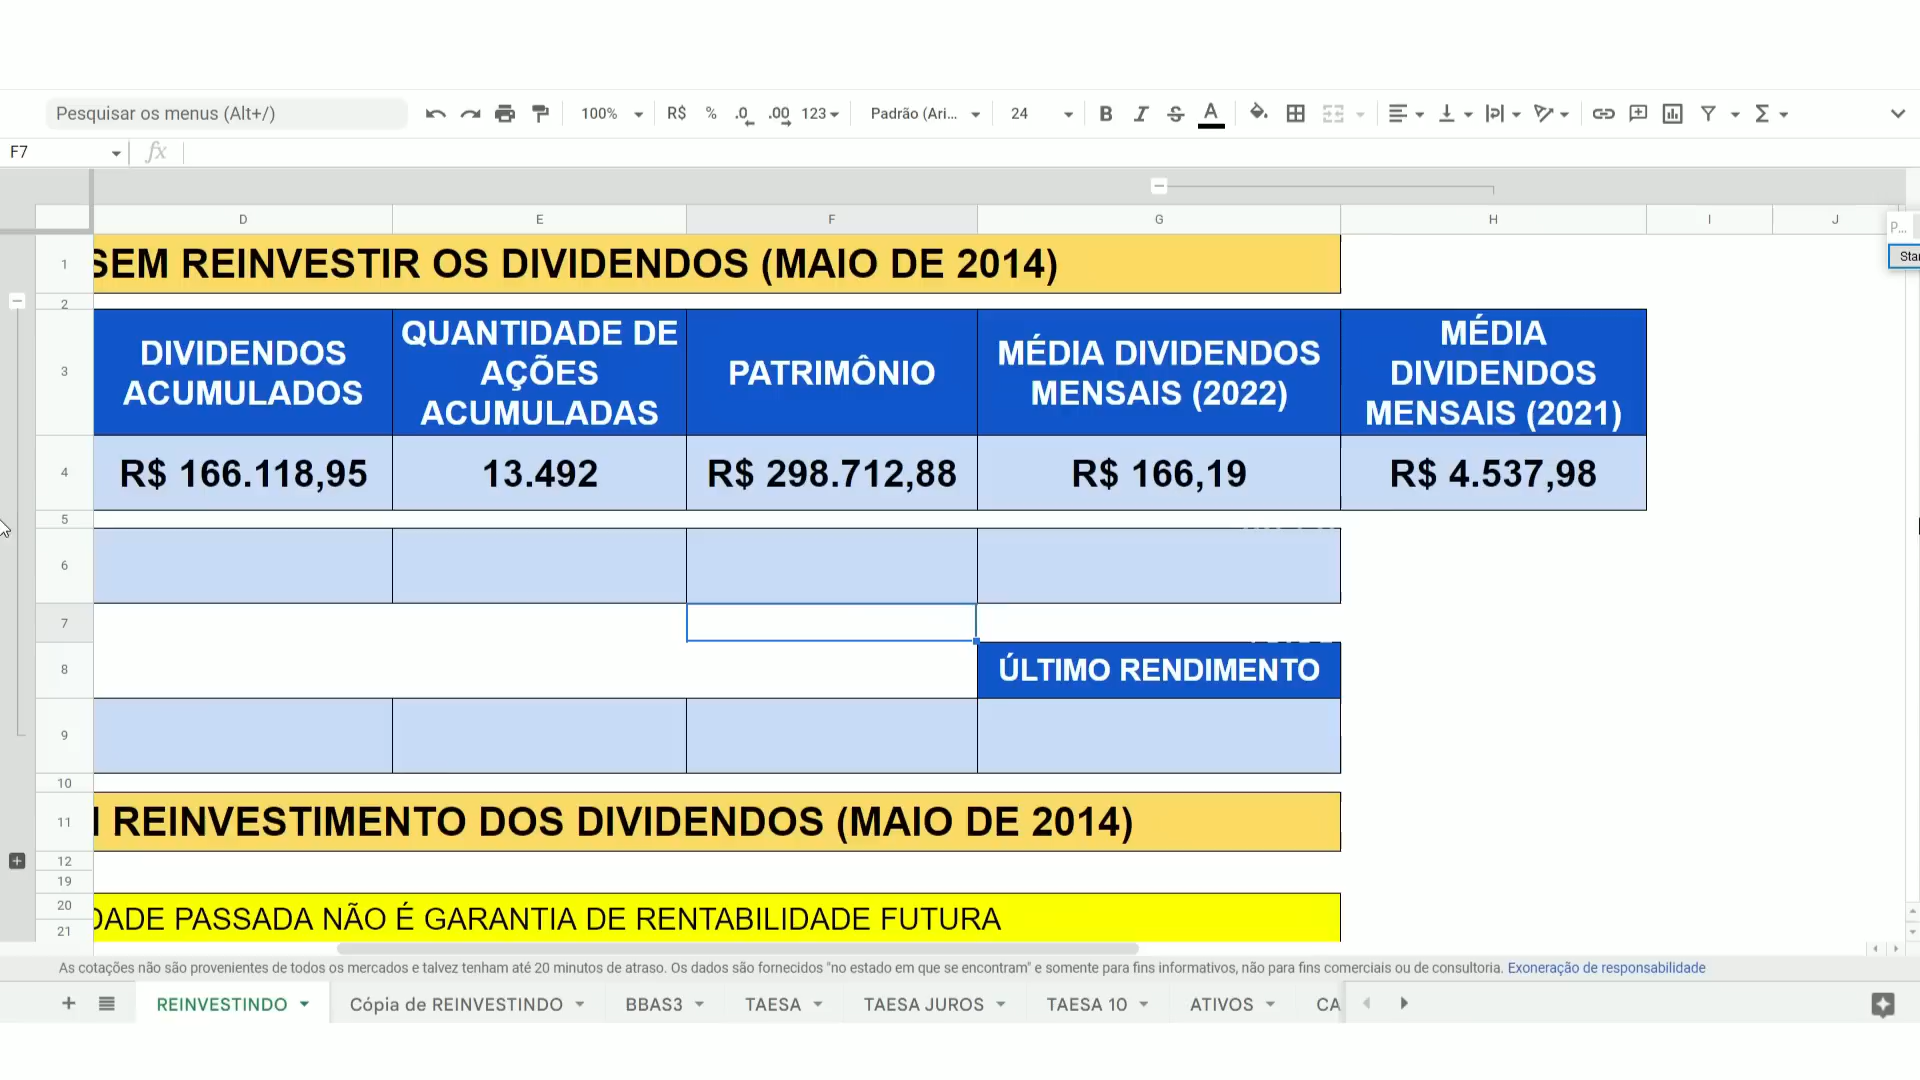 Pesquisar os menus (Alt+/)
100%
R$
%
.0
.00
123
Padrão (Ari...
24
B
I
S
A
F7
fx
D
E
F
G
H
I
J
P...
Star
1
SEM REINVESTIR OS DIVIDENDOS (MAIO DE 2014)
2
3
DIVIDENDOS
ACUMULADOS
QUANTIDADE DE
AÇÕES
ACUMULADAS
PATRIMÔNIO
MÉDIA DIVIDENDOS
MENSAIS (2022)
MÉDIA
DIVIDENDOS
MENSAIS (2021)
4
R$ 166.118,95
13.492
R$ 298.712,88
R$ 166,19
R$ 4.537,98
5
6
7
8
ÚLTIMO RENDIMENTO
9
10
11
REINVESTIMENTO DOS DIVIDENDOS (MAIO DE 2014)
12
19
20
DADE PASSADA NÃO É GARANTIA DE RENTABILIDADE FUTURA
21
As cotações não são provenientes de todos os mercados e talvez tenham até 20 minutos de atraso. Os dados são fornecidos "no estado em que se encontram" e somente para fins informativos, não para fins comerciais ou de consultoria. Exoneração de responsabilidade
REINVESTINDO
Cópia de REINVESTINDO
BBAS3
TAESA
TAESA JUROS
TAESA 10
ATIVOS
CA